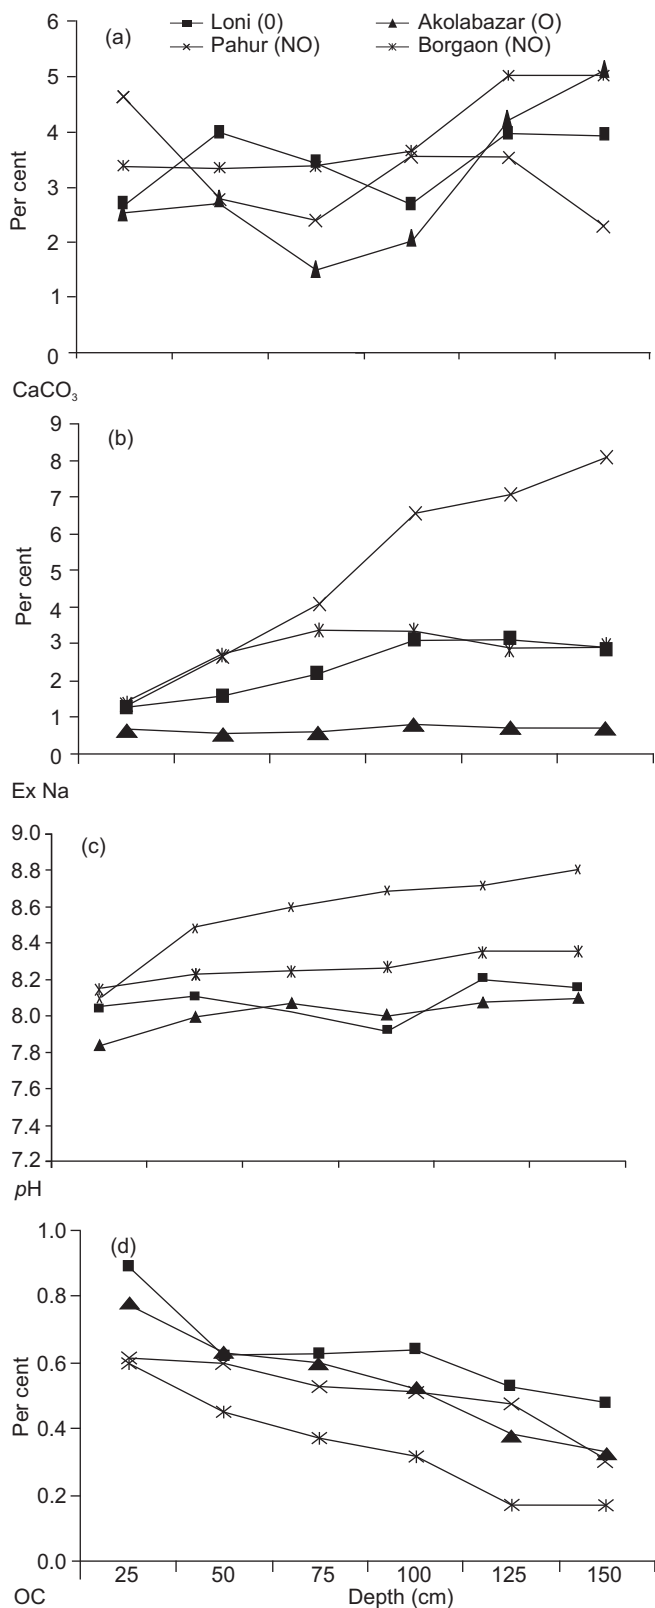 (a)
Loni (0)
Akolabazar (O)
Pahur (NO)
Borgaon (NO)
6
5
4
3
2
1
0
Per cent
CaCO₃
(b)
9
8
7
6
5
4
3
2
1
0
Per cent
Ex Na
(c)
9.0
8.8
8.6
8.4
8.2
8.0
7.8
7.6
7.4
7.2
pH
(d)
1.0
0.8
0.6
0.4
0.2
0.0
Per cent
25 50 75 100 125 150
OC Depth (cm)